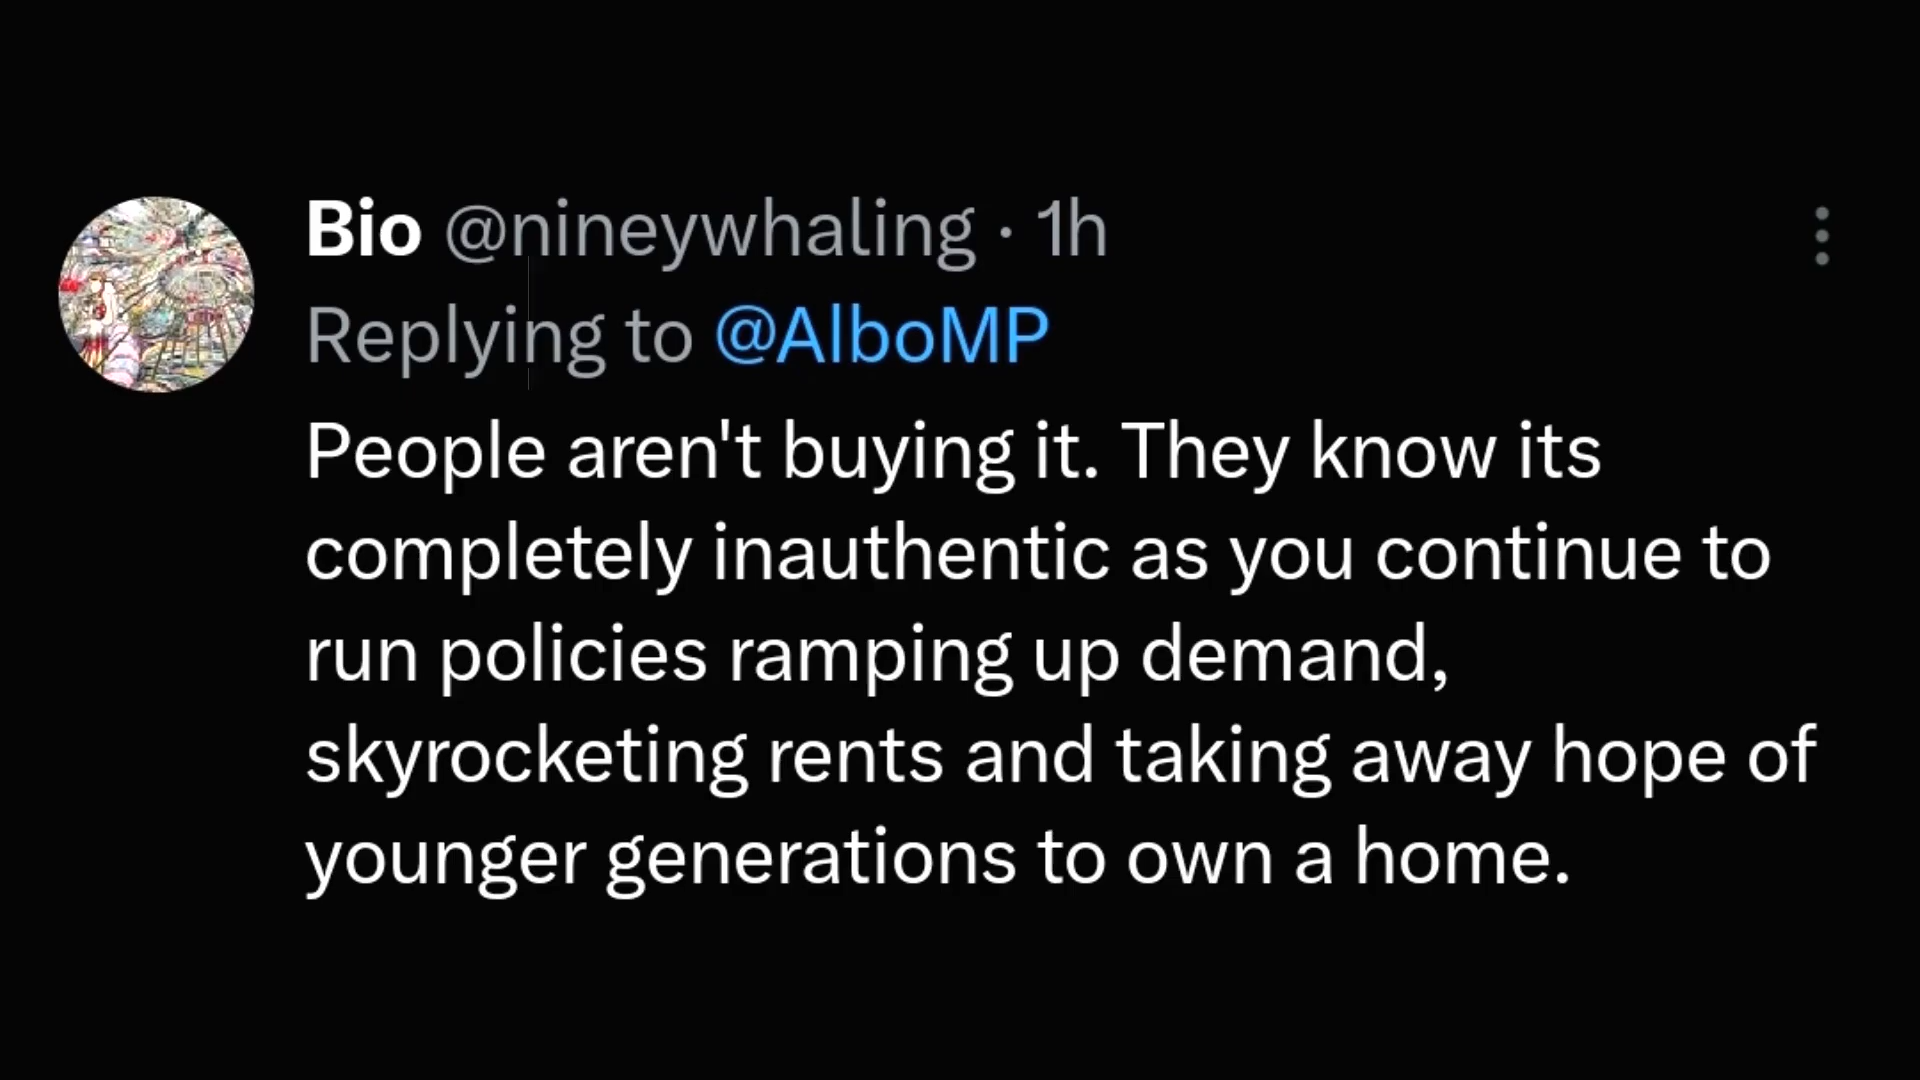 Bio @nineywhaling · 1h
Replying to @AlboMP
People aren't buying it. They know its
completely inauthentic as you continue to
run policies ramping up demand,
skyrocketing rents and taking away hope of
younger generations to own a home.